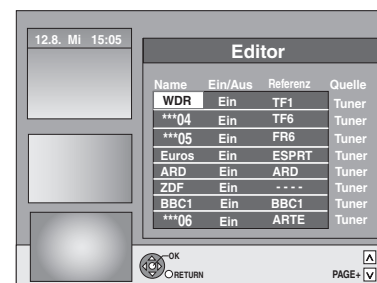 12.8. Mi 15:05
Editor
Name Ein/Aus Referenz Quelle
WDR Ein TF1 Tuner
***04 Ein TF6 Tuner
***05 Ein FR6 Tuner
Euros Ein ESPRT Tuner
ARD Ein ARD Tuner
ZDF Ein ---- Tuner
BBC1 Ein BBC1 Tuner
***06 Ein ARTE Tuner
OK
RETURN
PAGE+